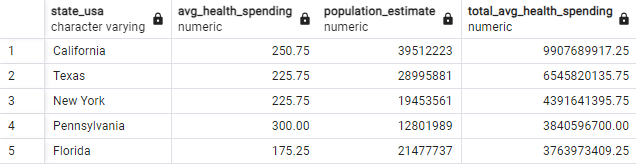 state_usa avg_health_spending population_estimate total_avg_health_spending
character varying numeric numeric numeric
1 California 250.75 39512223 9907689917.25
2 Texas 225.75 28995881 6545820135.75
3 New York 225.75 19453561 4391641395.75
4 Pennsylvania 300.00 12801989 3840596700.00
5 Florida 175.25 21477737 3763973409.25